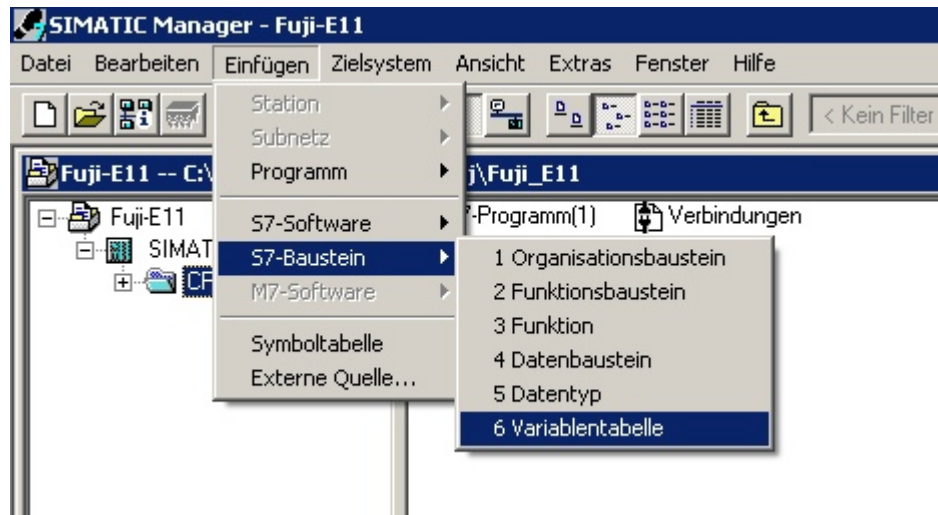 SIMATIC Manager - Fuji-E11
Datei Bearbeiten Einfügen Zielsystem Ansicht Extras Fenster Hilfe
< Kein Filter
Station
Subnetz
Programm
S7-Software
S7-Baustein
M7-Software
Symboltabelle
Externe Quelle...
Fuji-E11 -- C:\
j\Fuji_E11
Fuji-E11
SIMAT
-Programm(1) Verbindungen
1 Organisationsbaustein
2 Funktionsbaustein
3 Funktion
4 Datenbaustein
5 Datentyp
6 Variablentabelle